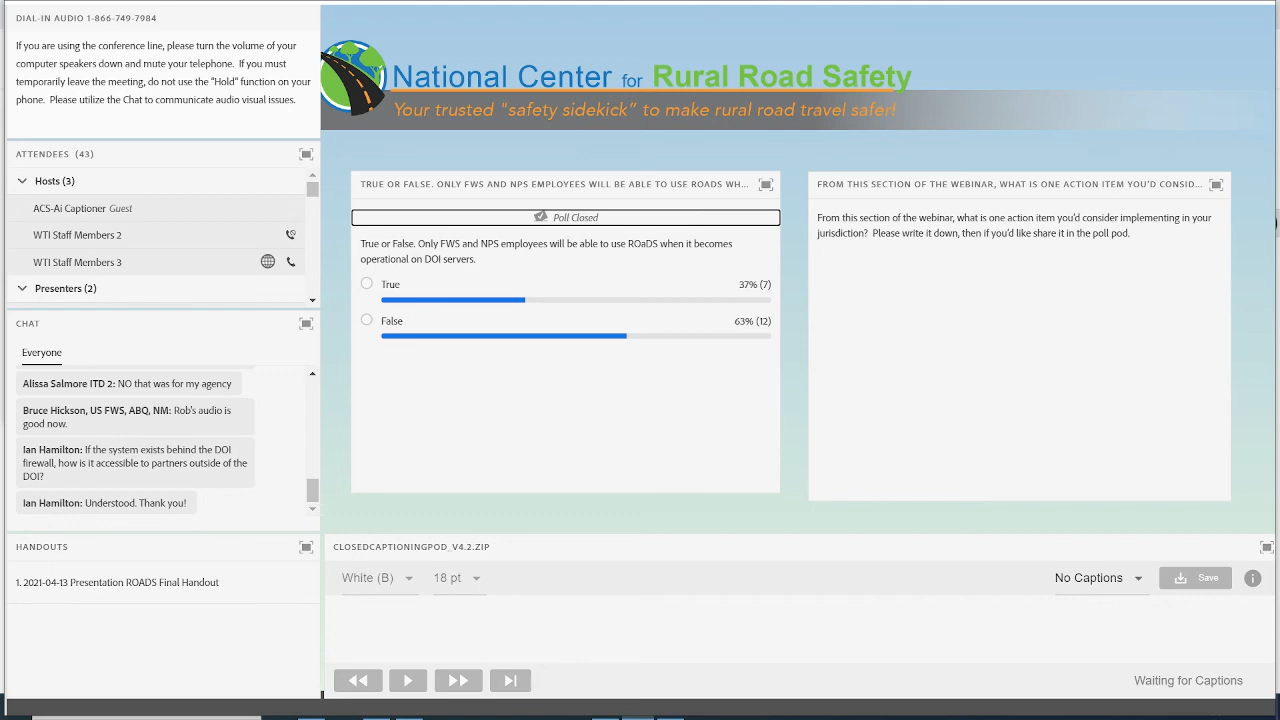 DIAL-IN AUDIO 1-866-749-7984
If you are using the conference line, please turn the volume of your
computer speakers down and mute your telephone. If you must
temporarily leave the meeting, do not use the "Hold" function on your
phone. Please utilize the Chat to communicate audio visual issues.
ATTENDEES (43)
Hosts (3)
ACS-Ai Captioner Guest
WTI Staff Members 2
WTI Staff Members 3
Presenters (2)
CHAT
Everyone
Alissa Salmore ITD 2: NO that was for my agency
Bruce Hickson, US FWS, ABQ, NM: Rob's audio is
good now.
Ian Hamilton: If the system exists behind the DOI
firewall, how is it accessible to partners outside of the
DOI?
Ian Hamilton: Understood. Thank you!
HANDOUTS
1. 2021-04-13 Presentation ROADS Final Handout
National Center for Rural Road Safety
Your trusted "safety sidekick" to make rural road travel safer!
TRUE OR FALSE. ONLY FWS AND NPS EMPLOYEES WILL BE ABLE TO USE ROADS WH...
Poll Closed
True or False. Only FWS and NPS employees will be able to use ROaDS when it becomes
operational on DOI servers.
True 37% (7)
False 63% (12)
FROM THIS SECTION OF THE WEBINAR, WHAT IS ONE ACTION ITEM YOU'D CONSID...
From this section of the webinar, what is one action item you'd consider implementing in your
jurisdiction? Please write it down, then if you'd like share it in the poll pod.
CLOSEDCAPTIONINGPOD_V4.2.ZIP
White (B) 18 pt No Captions Save
Waiting for Captions